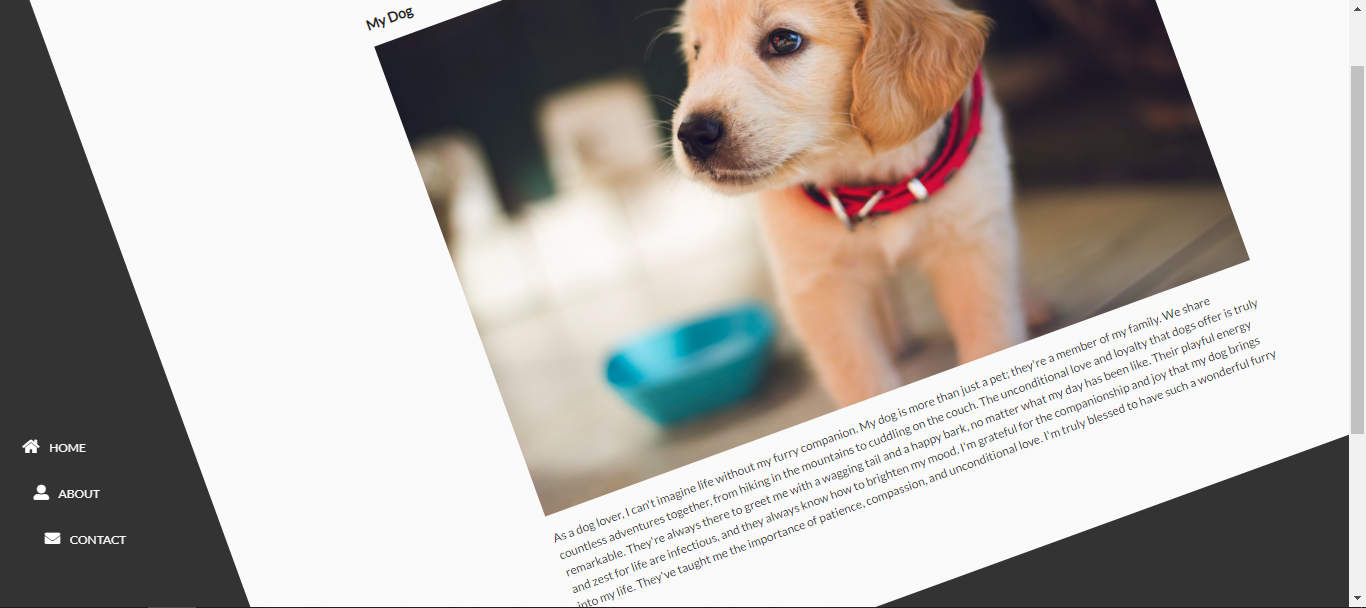 My Dog
As a dog lover, I can't imagine life without my furry companion. My dog is more than just a pet; they're a member of my family. We share
countless adventures together, from hiking in the mountains to cuddling on the couch. The unconditional love and loyalty that dogs offer is truly
remarkable. They're always there to greet me with a wagging tail and a happy bark, no matter what my day has been like. Their playful energy
and zest for life are infectious, and they always know how to brighten my mood. I'm grateful for the companionship and joy that my dog brings
into my life. They've taught me the importance of patience, compassion, and unconditional love. I'm truly blessed to have such a wonderful furry
HOME
ABOUT
CONTACT